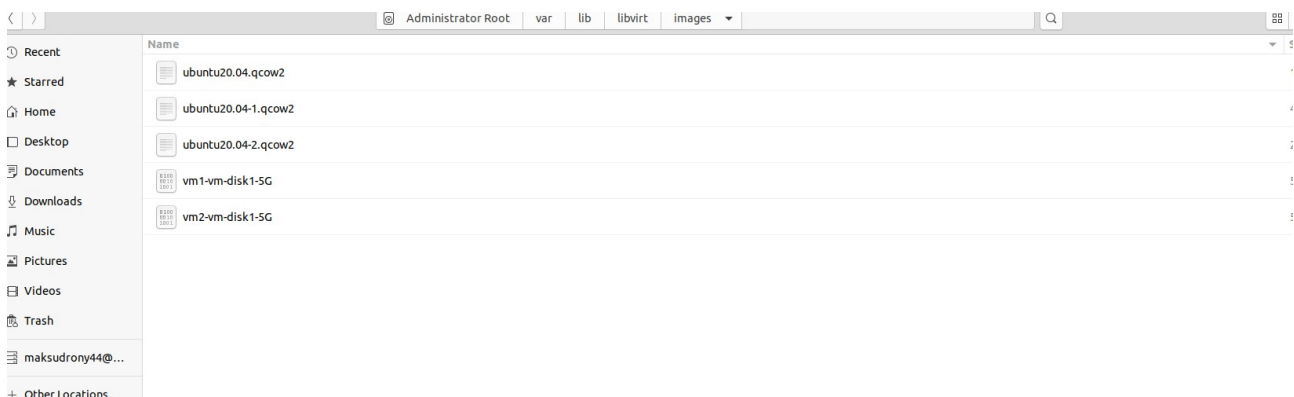 Administrator Root var lib libvirt images
Recent
Starred
Home
Desktop
Documents
Downloads
Music
Pictures
Videos
Trash
maksudrony44@...
Other Locations
Name
ubuntu20.04.qcow2
ubuntu20.04-1.qcow2
ubuntu20.04-2.qcow2
vm1-vm-disk1-5G
vm2-vm-disk1-5G